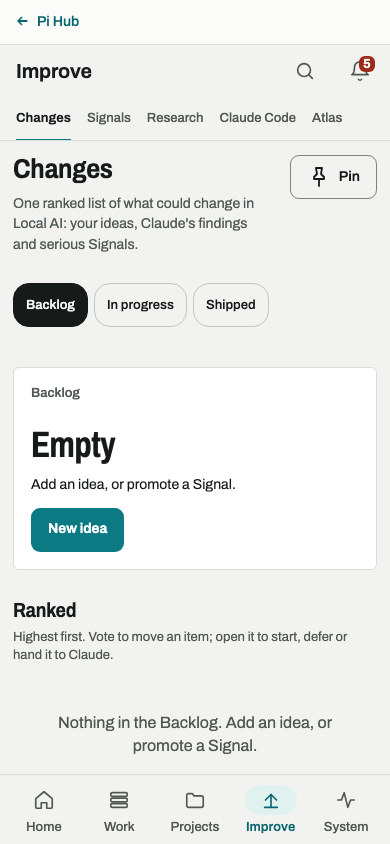 ← Pi Hub
Improve
5
Changes Signals Research Claude Code Atlas
Changes
Pin
One ranked list of what could change in
Local AI: your ideas, Claude's findings
and serious Signals.
Backlog In progress Shipped
Backlog
Empty
Add an idea, or promote a Signal.
New idea
Ranked
Highest first. Vote to move an item; open it to start, defer or
hand it to Claude.
Nothing in the Backlog. Add an idea, or
promote a Signal.
Home Work Projects Improve System